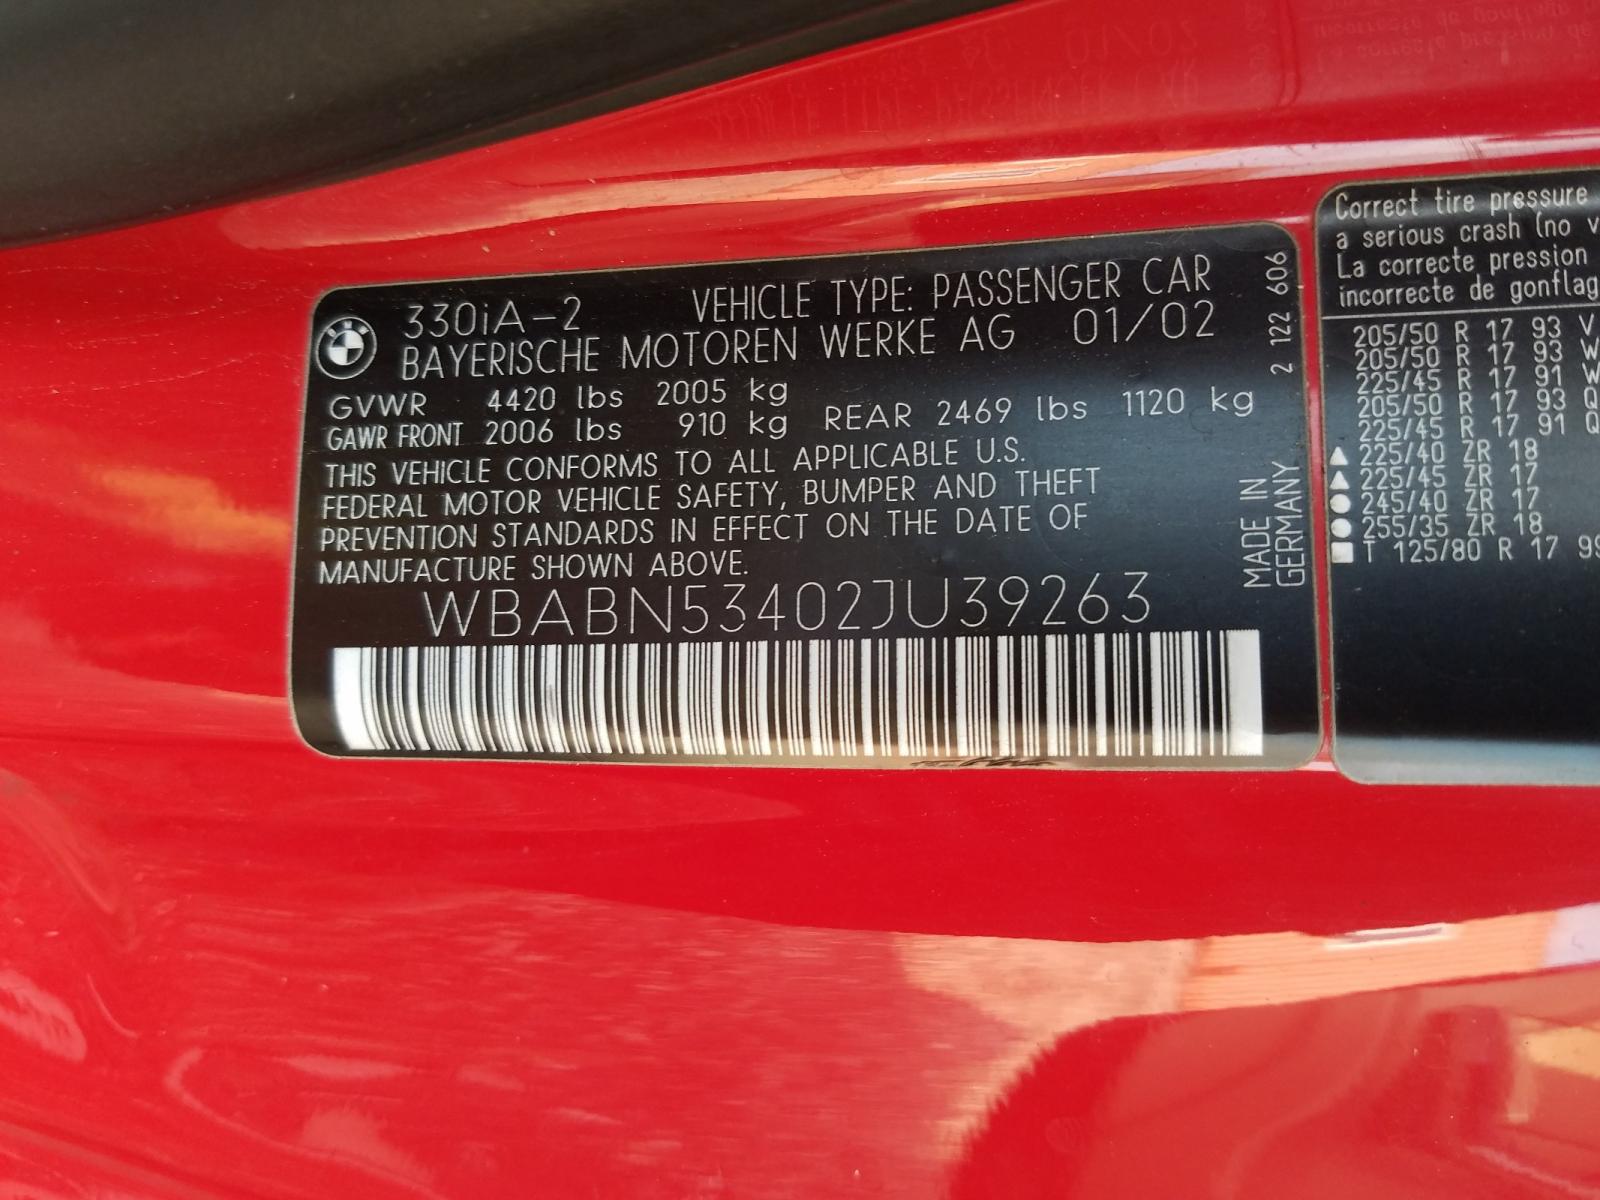 330iA-2 VEHICLE TYPE: PASSENGER CAR
BAYERISCHE MOTOREN WERKE AG 01/02
GVWR 4420 lbs 2005 kg
GAWR FRONT 2006 lbs 910 kg REAR 2469 lbs 1120 kg
THIS VEHICLE CONFORMS TO ALL APPLICABLE U.S.
FEDERAL MOTOR VEHICLE SAFETY, BUMPER AND THEFT
PREVENTION STANDARDS IN EFFECT ON THE DATE OF
MANUFACTURE SHOWN ABOVE.
WBABN53402JU39263
2 122 606
MADE IN
GERMANY
Correct tire pressure
a serious crash (no v
La correcte pression
incorrecte de gonflag
205/50 R 17 93 V
205/50 R 17 93 W
225/45 R 17 91 W
205/50 R 17 93 Q
225/45 R 17 91 Q
▲ 225/40 ZR 18
▲ 225/45 ZR 17
● 245/40 ZR 17
● 255/35 ZR 18
■ T 125/80 R 17 99